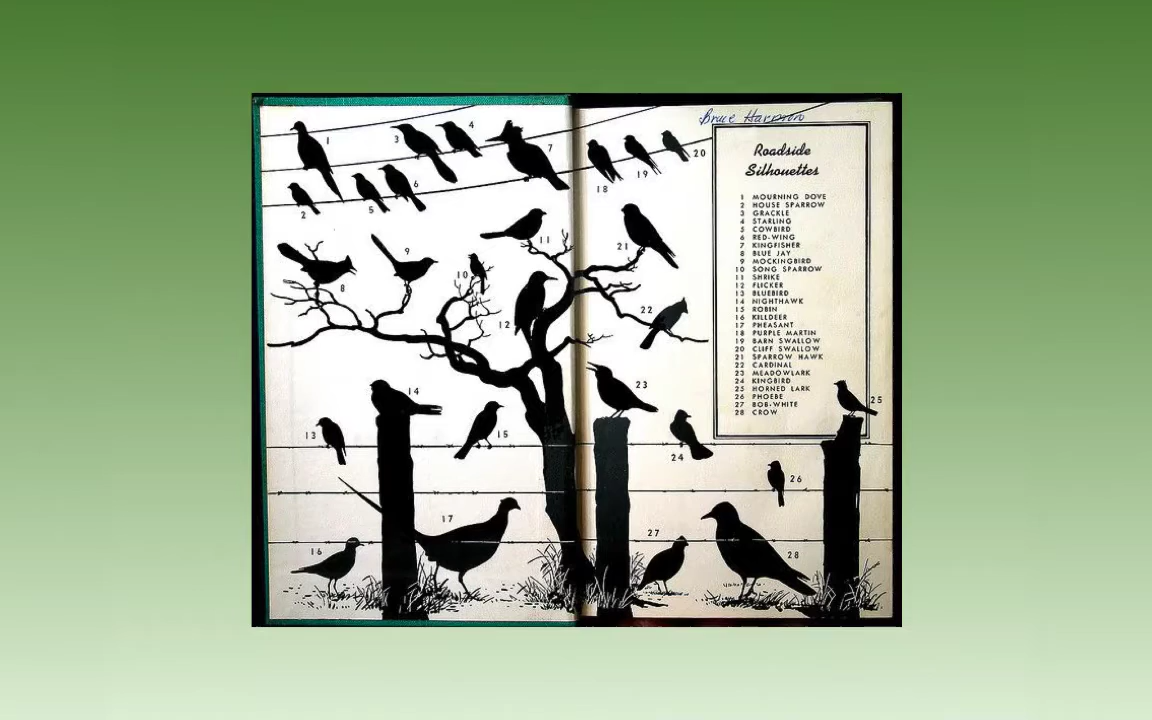 Bruce Harrison
Roadside
Silhouettes
1 MOURNING DOVE
2 HOUSE SPARROW
3 GRACKLE
4 STARLING
5 COWBIRD
6 RED-WING
7 KINGFISHER
8 BLUE JAY
9 MOCKINGBIRD
10 SONG SPARROW
11 SHRIKE
12 FLICKER
13 BLUEBIRD
14 NIGHTHAWK
15 ROBIN
16 KILLDEER
17 PHEASANT
18 PURPLE MARTIN
19 BARN SWALLOW
20 CLIFF SWALLOW
21 SPARROW HAWK
22 CARDINAL
23 MEADOWLARK
24 KINGBIRD
25 HORNED LARK
26 PHOEBE
27 BOB-WHITE
28 CROW
1
3
4
7
2
5
6
18
19
20
8
9
10
11
21
12
22
14
23
25
13
15
24
26
17
16
27
28